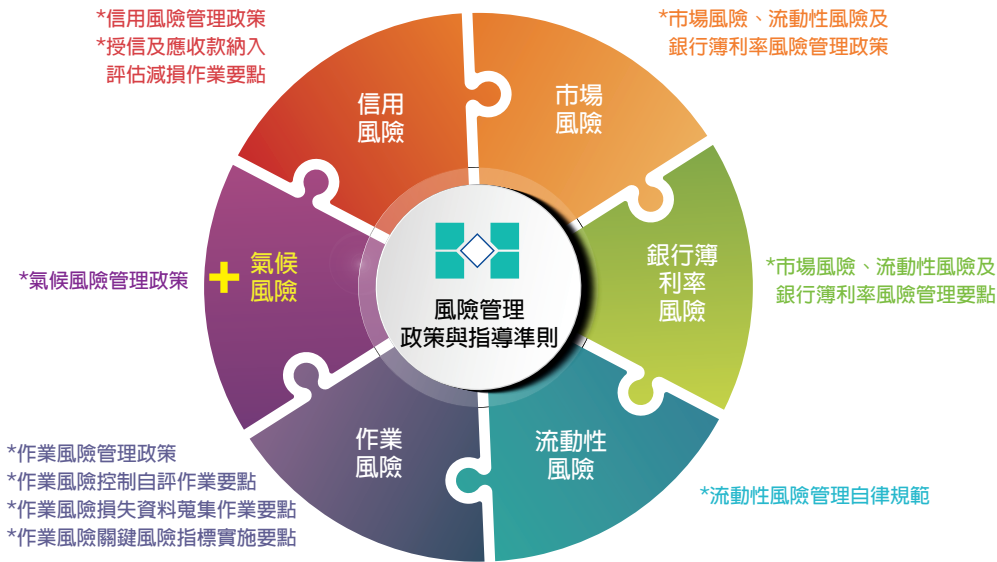 *信用風險管理政策
*授信及應收款納入
評估減損作業要點
*市場風險、流動性風險及
銀行簿利率風險管理政策
信用
風險
市場
風險
*氣候風險管理政策
+ 氣候
風險
銀行簿
利率
風險
*市場風險、流動性風險及
銀行簿利率風險管理要點
風險管理
政策與指導準則
*作業風險管理政策
*作業風險控制自評作業要點
*作業風險損失資料蒐集作業要點
*作業風險關鍵風險指標實施要點
作業
風險
流動性
風險
*流動性風險管理自律規範